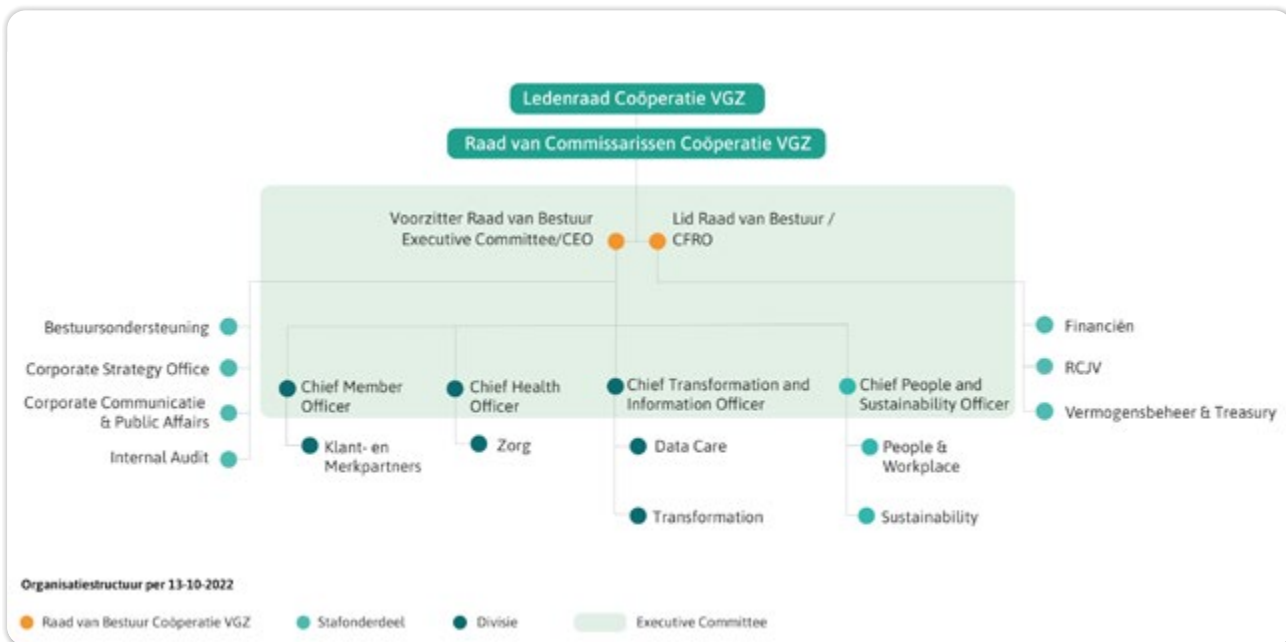 Ledenraad Coöperatie VGZ
Raad van Commissarissen Coöperatie VGZ
Voorzitter Raad van Bestuur
Executive Committee/CEO
Lid Raad van Bestuur /
CFRO
Bestuursondersteuning
Corporate Strategy Office
Corporate Communicatie
& Public Affairs
Internal Audit
Chief Member
Officer
Klant- en
Merkpartners
Chief Health
Officer
Zorg
Chief Transformation and
Information Officer
Data Care
Transformation
Chief People and
Sustainability Officer
People &
Workplace
Sustainability
Financién
RCJV
Vermogensbeheer & Treasury
Organisatiestructuur per 13-10-2022
Raad van Bestuur Coöperatie VGZ
Stafonderdeel
Divisie
Executive Committee